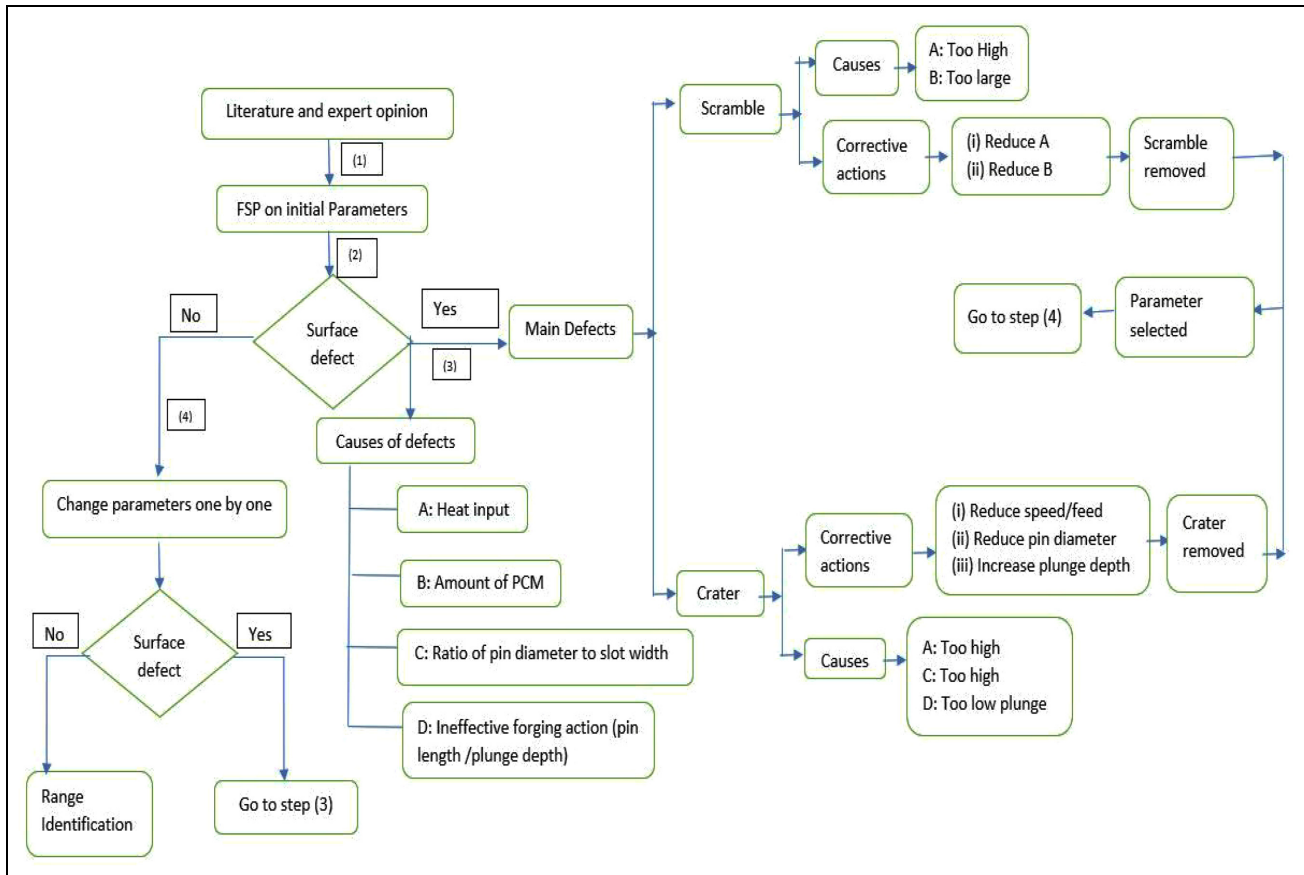 Literature and expert opinion
(1)
FSP on initial Parameters
(2)
Surface
defect
No
Yes
(3)
(4)
Main Defects
Causes of defects
A: Heat input
B: Amount of PCM
C: Ratio of pin diameter to slot width
D: Ineffective forging action (pin
length /plunge depth)
Change parameters one by one
Surface
defect
No
Yes
Range
Identification
Go to step (3)
Scramble
Causes
A: Too High
B: Too large
Corrective
actions
(i) Reduce A
(ii) Reduce B
Scramble
removed
Parameter
selected
Go to step (4)
Crater
Corrective
actions
(i) Reduce speed/feed
(ii) Reduce pin diameter
(iii) Increase plunge depth
Crater
removed
Causes
A: Too high
C: Too high
D: Too low plunge